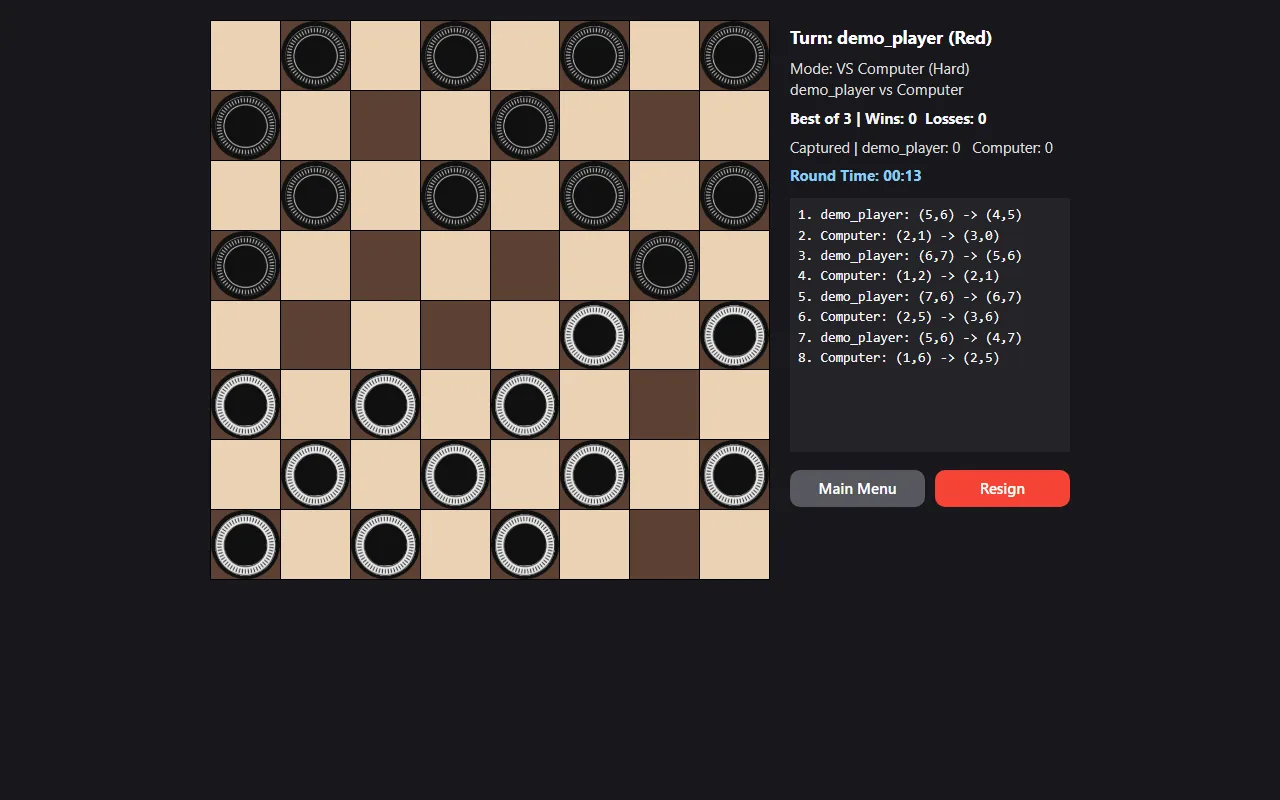 Turn: demo_player (Red)
Mode: VS Computer (Hard)
demo_player vs Computer
Best of 3 | Wins: 0  Losses: 0
Captured | demo_player: 0   Computer: 0
Round Time: 00:13
1. demo_player: (5,6) -> (4,5)
2. Computer: (2,1) -> (3,0)
3. demo_player: (6,7) -> (5,6)
4. Computer: (1,2) -> (2,1)
5. demo_player: (7,6) -> (6,7)
6. Computer: (2,5) -> (3,6)
7. demo_player: (5,6) -> (4,7)
8. Computer: (1,6) -> (2,5)
Main Menu
Resign